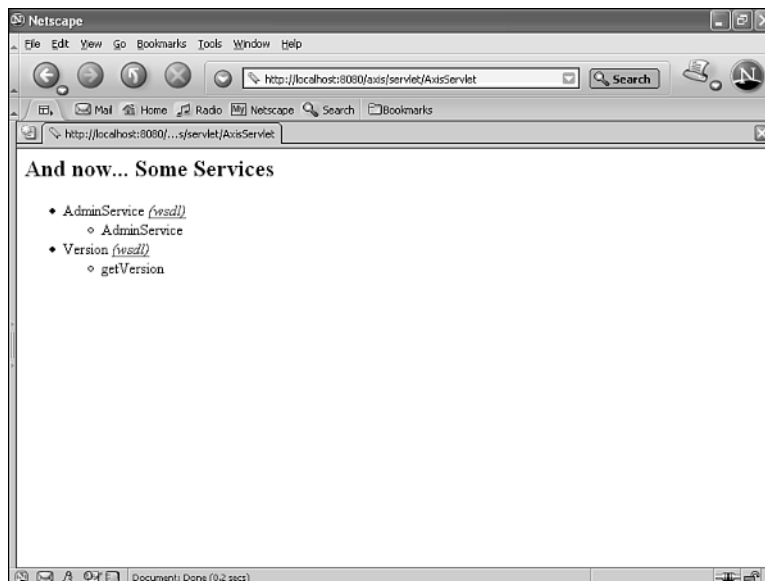 Netscape
File Edit View Go Bookmarks Tools Window Help
http://localhost:8080/axis/servlet/AxisServlet Search N
Mail Home Radio My Netscape Search Bookmarks
http://localhost:8080/...s/servlet/AxisServlet
And now... Some Services
AdminService (wsdl)
AdminService
Version (wsdl)
getVersion
Document: Done (0.2 secs)